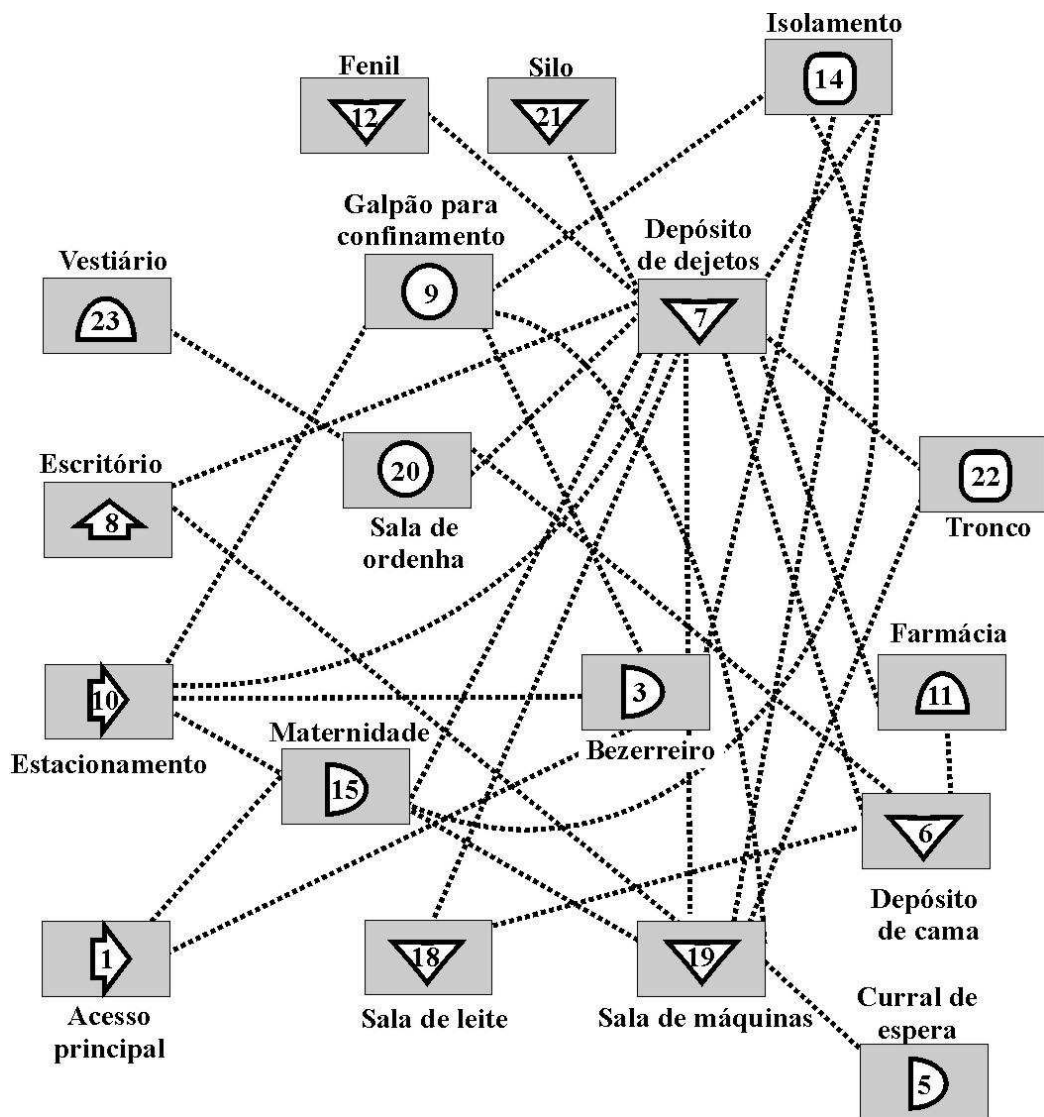 Isolamento
14
Fenil
12
Silo
21
Galpão para
confinamento
9
Depósito
de dejetos
7
Vestiário
23
Escritório
8
20
Sala de
ordenha
22
Tronco
Farmácia
11
10
Estacionamento
3
Bezerreiro
Maternidade
15
6
Depósito
de cama
1
Acesso
principal
18
Sala de leite
19
Sala de máquinas
Curral de
espera
5